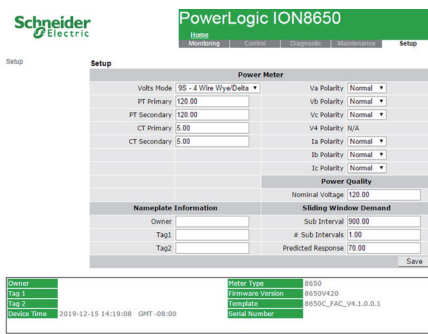 Schneider
Electric
PowerLogic ION8650
Home
Monitoring Control Diagnostic Maintenance Setup
Setup
Setup
Power Meter
Volts Mode 9S - 4 Wire Wye/Delta Va Polarity Normal
PT Primary 120.00 Vb Polarity Normal
PT Secondary 120.00 Vc Polarity Normal
CT Primary 5.00 V4 Polarity N/A
CT Secondary 5.00 Ia Polarity Normal
Ib Polarity Normal
Ic Polarity Normal
Power Quality
Nominal Voltage 120.00
Nameplate Information Sliding Window Demand
Owner Sub Interval 900.00
Tag1 # Sub Intervals 1.00
Tag2 Predicted Response 70.00
Save
Owner Meter Type 8650
Tag 1 Firmware Version 8650V420
Tag 2 Template 8650C_FAC_V4.1.0.0.1
Device Time 2019-12-15 14:19:08 GMT -08:00 Serial Number